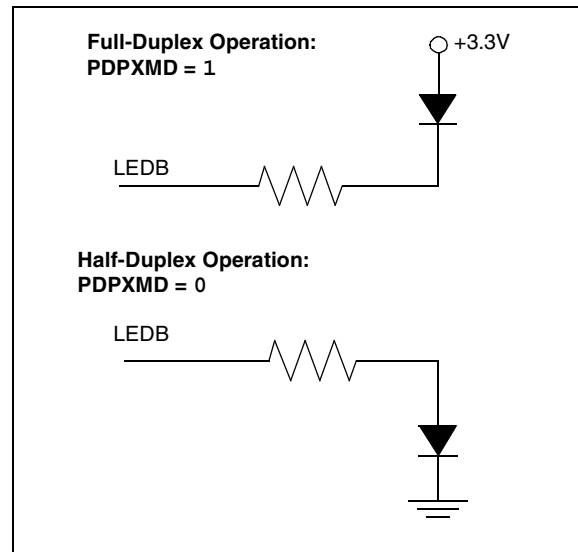 Full-Duplex Operation:
PDPXMD = 1
+3.3V
LEDB
Half-Duplex Operation:
PDPXMD = 0
LEDB